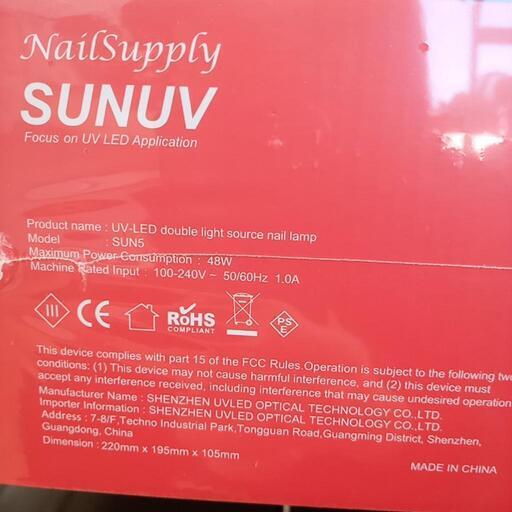 NailSupply
SUNUV
Focus on UV LED Application
Product name : UV-LED double light source nail lamp
Model : SUN5
Maximum Power Consumption : 48W
Machine Rated Input : 100-240V ~ 50/60Hz 1.0A
III CE RoHS PS E
COMPLIANT
This device complies with part 15 of the FCC Rules.Operation is subject to the following two
conditions: (1) This device may not cause harmful interference, and (2) this device must
accept any interference received, including interference that may cause undesired operation
Manufacturer Name : SHENZHEN UVLED OPTICAL TECHNOLOGY CO.,LTD.
Importer Information : SHENZHEN UVLED OPTICAL TECHNOLOGY CO.,LTD.
Address : 7-8/F,Techno Industrial Park,Tongguan Road,Guangming District, Shenzhen,
Guangdong, China
Dimension : 220mm x 195mm x 105mm
MADE IN CHINA